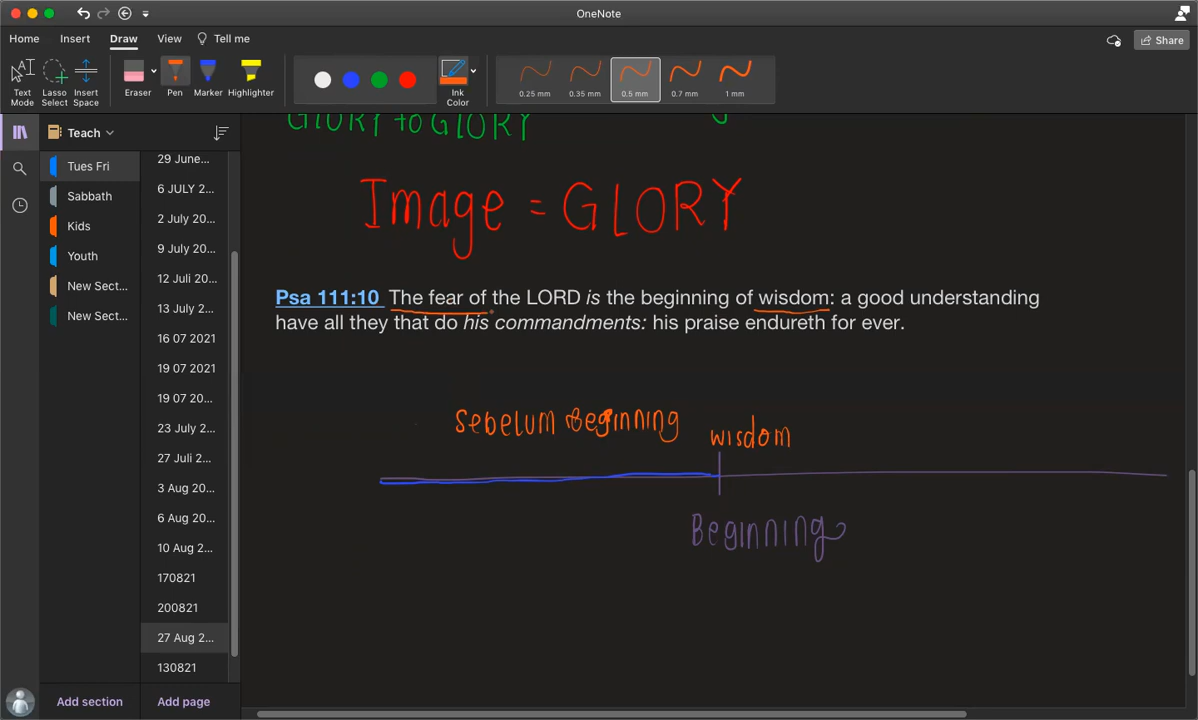 OneNote
Home Insert Draw View Tell me
Share
Text Mode
Lasso Select
Insert Space
Eraser
Pen
Marker
Highlighter
Ink Color
0.25 mm
0.35 mm
0.5 mm
0.7 mm
1 mm
Teach
Tues Fri
Sabbath
Kids
Youth
New Sect...
New Sect...
29 June...
6 JULY 2...
2 July 20...
9 July 20...
12 Juli 20...
13 July 2...
16 07 2021
19 07 2021
19 07 202...
23 July 2...
27 Juli 2...
3 Aug 20...
6 Aug 20...
10 Aug 2...
170821
200821
27 Aug 2...
130821
Add section
Add page
GLORY to GLORY
Image = GLORY
Psa 111:10 The fear of the LORD is the beginning of wisdom: a good understanding
have all they that do his commandments: his praise endureth for ever.
Sebelum Beginning
wisdom
Beginning